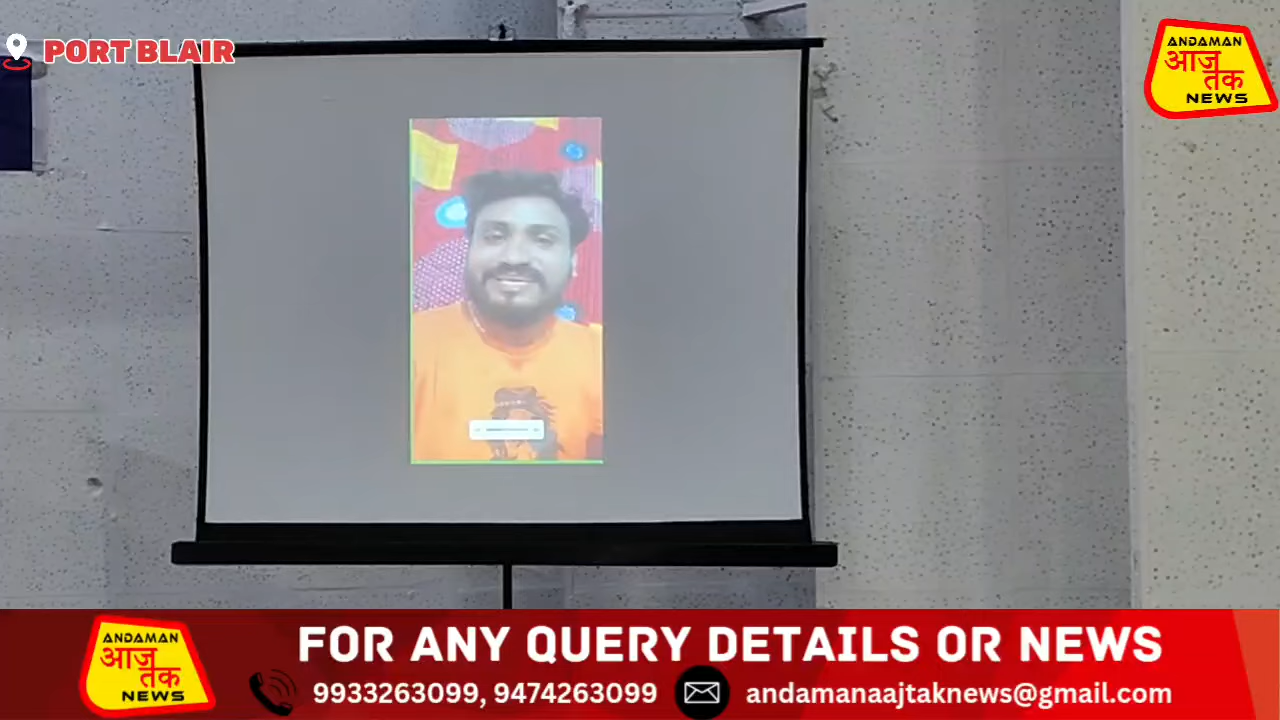 PORT BLAIR
ANDAMAN
आज
तक
NEWS
ANDAMAN
आज
तक
NEWS
FOR ANY QUERY DETAILS OR NEWS
9933263099, 9474263099
andamanaajtaknews@gmail.com